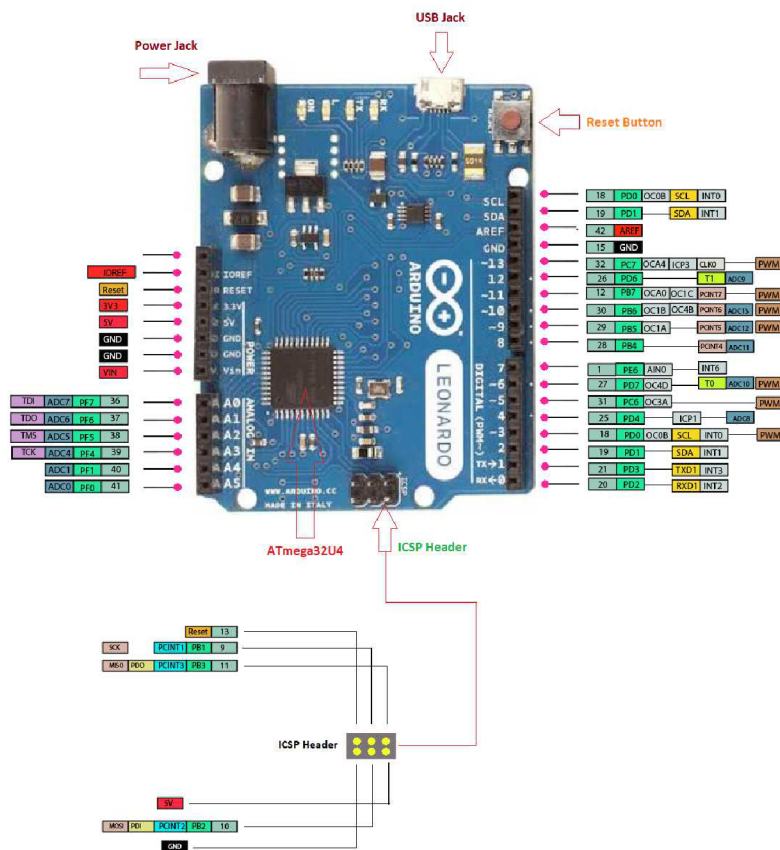 USB Jack
Power Jack
Reset Button
ON L TX RX
SCL
SDA
AREF
GND
~13
12
~11
~10
~9
8
7
~6
~5
4
~3
2
TX→1
RX←0
ARDUINO
LEONARDO
DIGITAL (PWM~)
IOREF
RESET
3.3V
5V
GND
GND
Vin
POWER
A0
A1
A2
A3
A4
A5
ANALOG IN
WWW.ARDUINO.CC
MADE IN ITALY
ICSP
18 PD0 OC0B SCL INT0
19 PD1 SDA INT1
42 AREF
15 GND
32 PC7 OCA4 ICP3 CLK0 PWM
26 PD6 T1 ADC9
12 PB7 OCA0 OC1C PCINT7 PWM
30 PB6 OC1B OC4B PCINT6 ADC13 PWM
29 PB5 OC1A PCINT5 ADC12 PWM
28 PB4 PCINT4 ADC11
1 PE6 AIN0 INT6
27 PD7 OC4D T0 ADC10 PWM
31 PC6 OC3A PWM
25 PD4 ICP1 ADC8
18 PD0 OC0B SCL INT0 PWM
19 PD1 SDA INT1
21 PD3 TXD1 INT3
20 PD2 RXD1 INT2
IOREF
Reset
3V3
5V
GND
GND
VIN
TDI ADC7 PF7 36
TDO ADC6 PF6 37
TMS ADC5 PF5 38
TCK ADC4 PF4 39
ADC1 PF1 40
ADC0 PF0 41
ATmega32U4
ICSP Header
Reset 13
SCK PCINT1 PB1 9
MISO PDO PCINT3 PB3 11
ICSP Header
5V
MOSI PDI PCINT2 PB2 10
GND